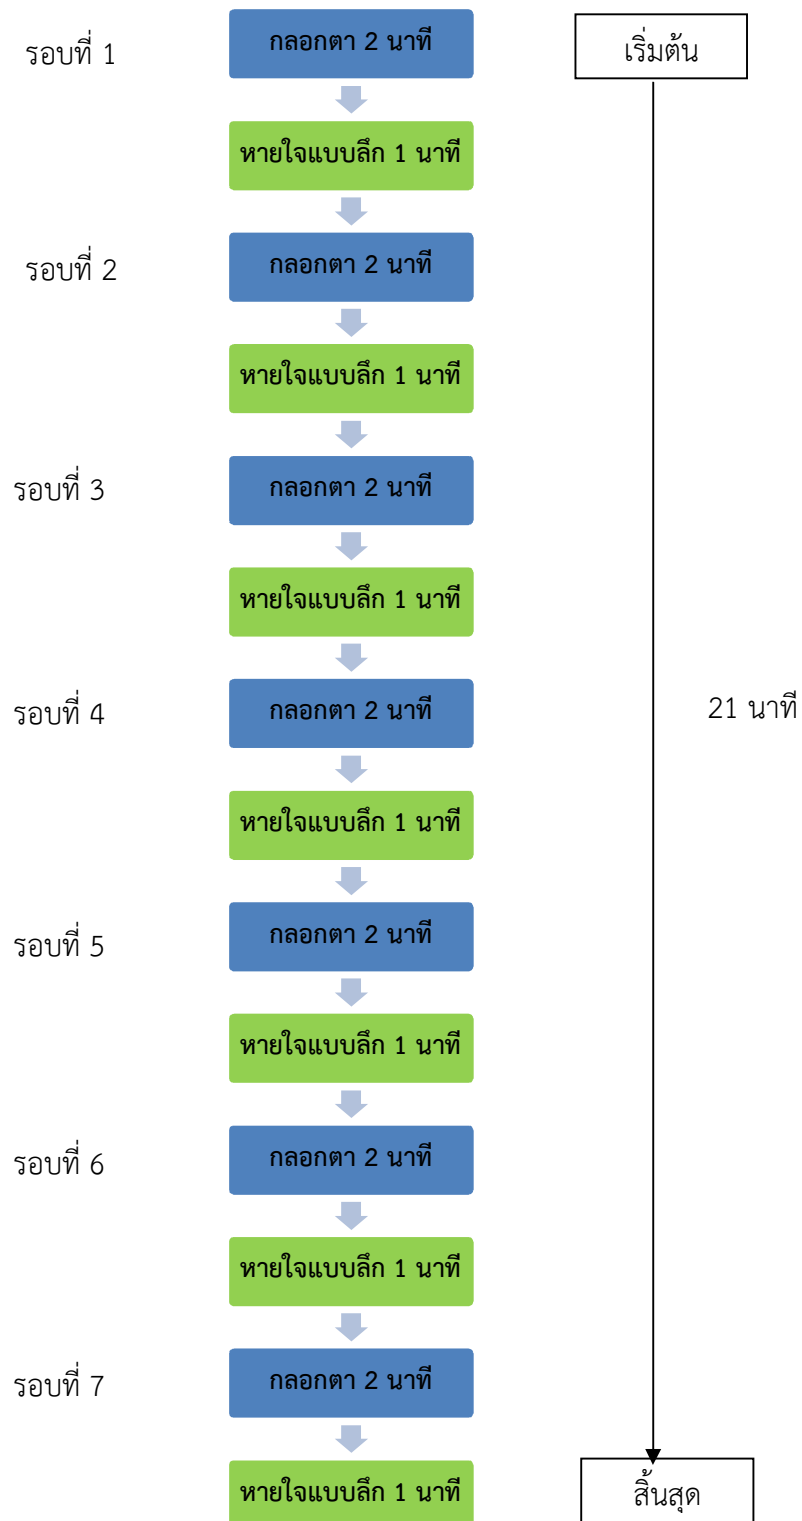 รอบที่ 1
กลอกตา 2 นาที
เริ่มต้น
หายใจแบบลึก 1 นาที
รอบที่ 2
กลอกตา 2 นาที
หายใจแบบลึก 1 นาที
รอบที่ 3
กลอกตา 2 นาที
หายใจแบบลึก 1 นาที
รอบที่ 4
กลอกตา 2 นาที
21 นาที
หายใจแบบลึก 1 นาที
รอบที่ 5
กลอกตา 2 นาที
หายใจแบบลึก 1 นาที
รอบที่ 6
กลอกตา 2 นาที
หายใจแบบลึก 1 นาที
รอบที่ 7
กลอกตา 2 นาที
หายใจแบบลึก 1 นาที
สิ้นสุด